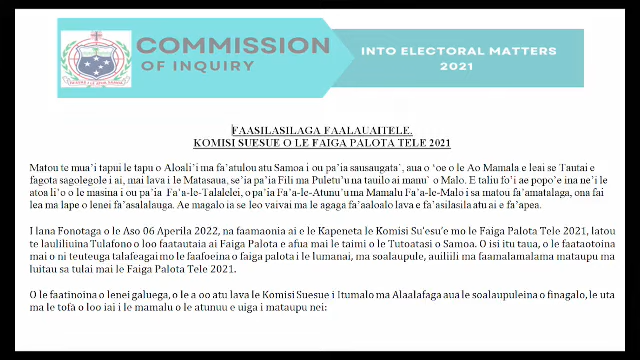 COMMISSION
OF INQUIRY
INTO ELECTORAL MATTERS
2021
FAASILASILAGA FAALAUAITELE.
KOMISI SUESUE O LE FAIGA PALOTA TELE 2021
Matou te mua'i tapui le tapu o Aloali'i ma fa'atulou atu Samoa i ou pa'ia sausaugata`, aua o 'oe o le Ao Mamala e leai se Tautai e
fagota sagolegole i ai, mai lava i le Matasaua, se'ia pa'ia Fili ma Puletu'u na tauilo ai mamu` o Malo. E taliu fo'i ae popo'e ina ne'i le
atoa li'o o le masina i ou pa'ia Fa'a-le-Talalelei, o pa'ia Fa'a-le-Atunu'u na Mamalu Fa'a-le-Malo i sa matou fa'amatalaga, ona fai
lea ma lape o lenei fa'asalalauga. Ae magalo ia se leo vaivai ma le agaga fa'aaloalo lava e fa'asilasila atu ai e fa'apea.
I lana Fonotaga o le Aso 06 Aperila 2022, na faamaonia ai e le Kapeneta le Komisi Su'esu'e mo le Faiga Palota Tele 2021, latou
te lauliliuina Tulafono o loo faatautaia ai Faiga Palota e afua mai le taimi o le Tutoatasi o Samoa. O isi itu taua, o le faataotoina
mai o ni teuteuga talafeagai mo le faafoeina o faiga palota i le lumanai, ma soalaupule, auiliili ma faamalamalama mataupu ma
luitau sa tulai mai le Faiga Palota Tele 2021.
O le faatinoina o lenei galuega, o le a oo atu lava le Komisi Suesue i Itumalo ma Alaalafaga aua le soalaupuleina o finagalo, le uta
ma le tofa o loo iai i le mamalu o le atunuu e uiga i mataupu nei: